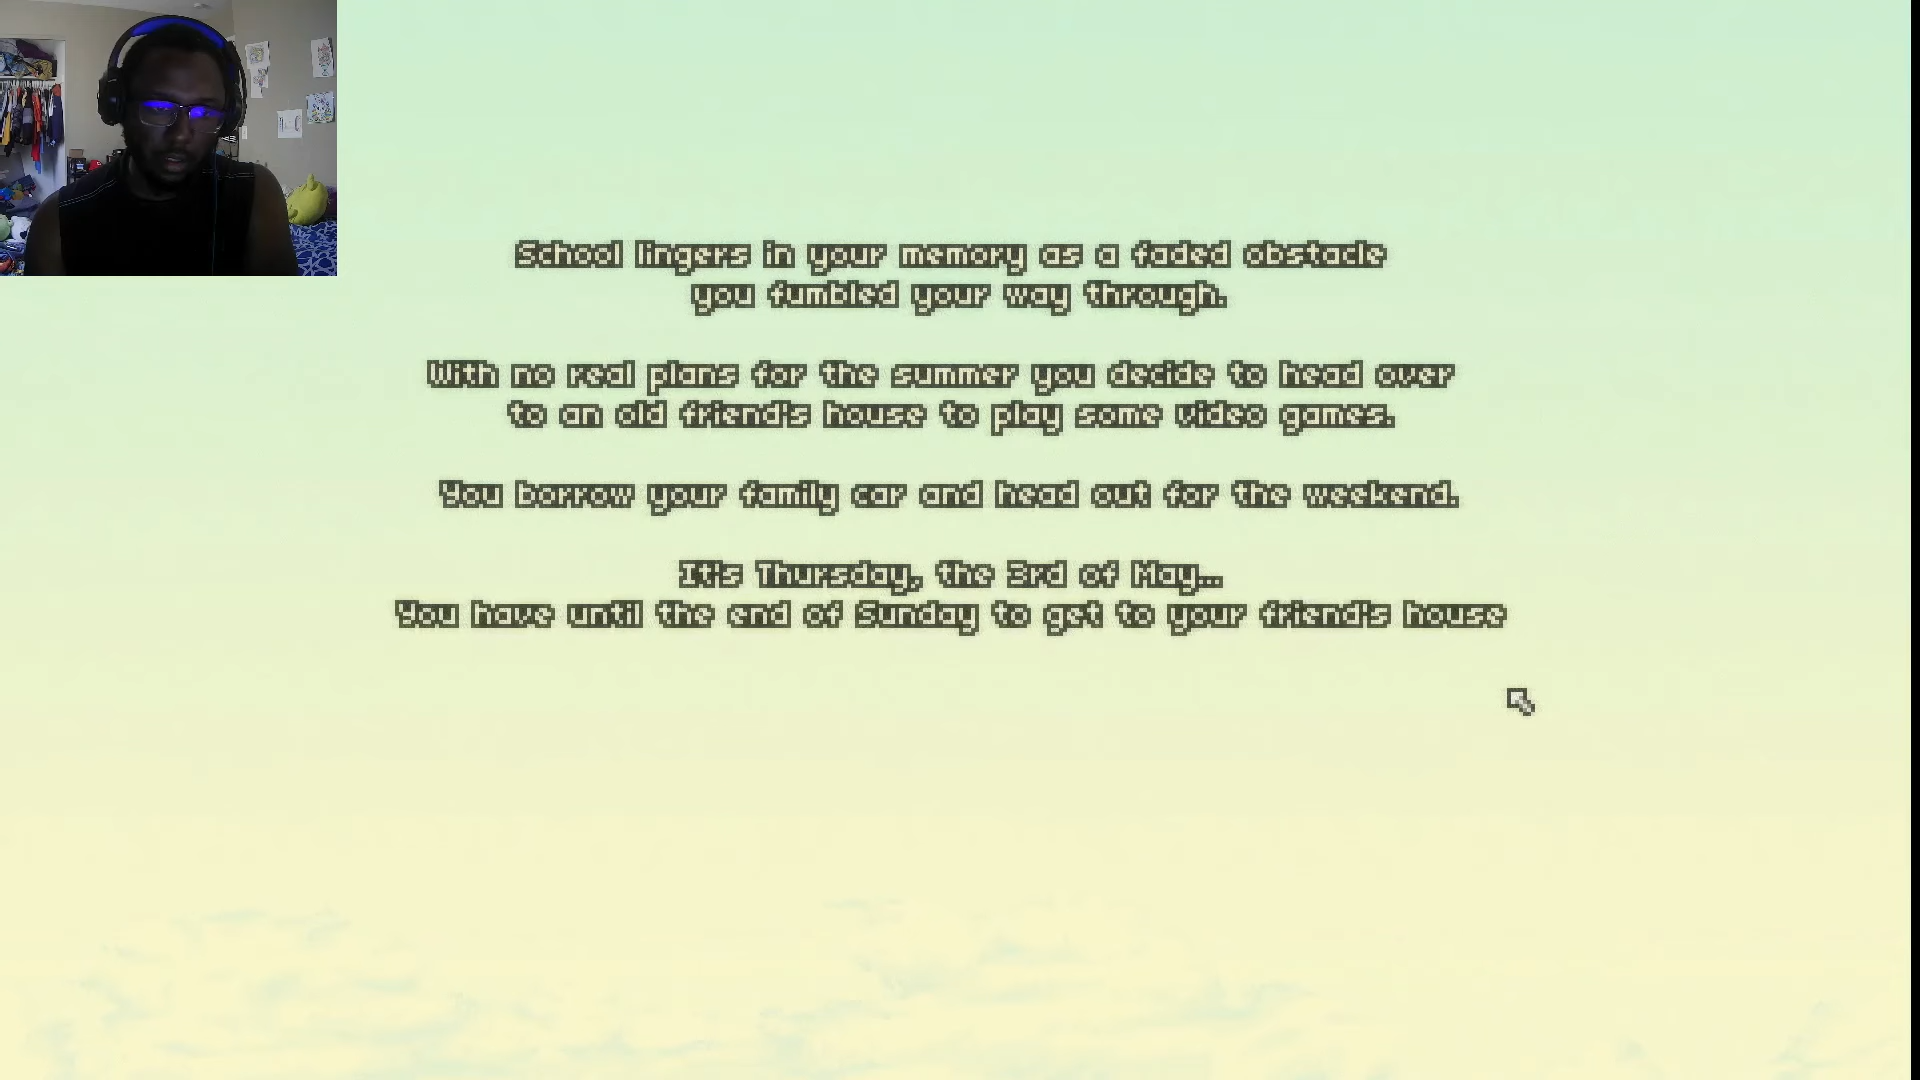 School lingers in your memory as a faded obstacle
you fumbled your way through.
With no real plans for the summer you decide to head over
to an old friend's house to play some video games.
You borrow your family car and head out for the weekend.
It's Thursday, the 3rd of May...
You have until the end of Sunday to get to your friend's house